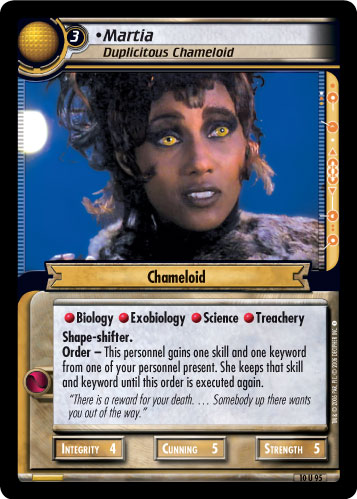 3
•Martia
Duplicitous Chameloid
Chameloid
Biology Exobiology Science Treachery
Shape-shifter.
Order – This personnel gains one skill and one keyword
from one of your personnel present. She keeps that skill
and keyword until this order is executed again.
“There is a reward for your death. … Somebody up there wants
you out of the way.”
INTEGRITY 4 CUNNING 5 STRENGTH 5
10 U 95